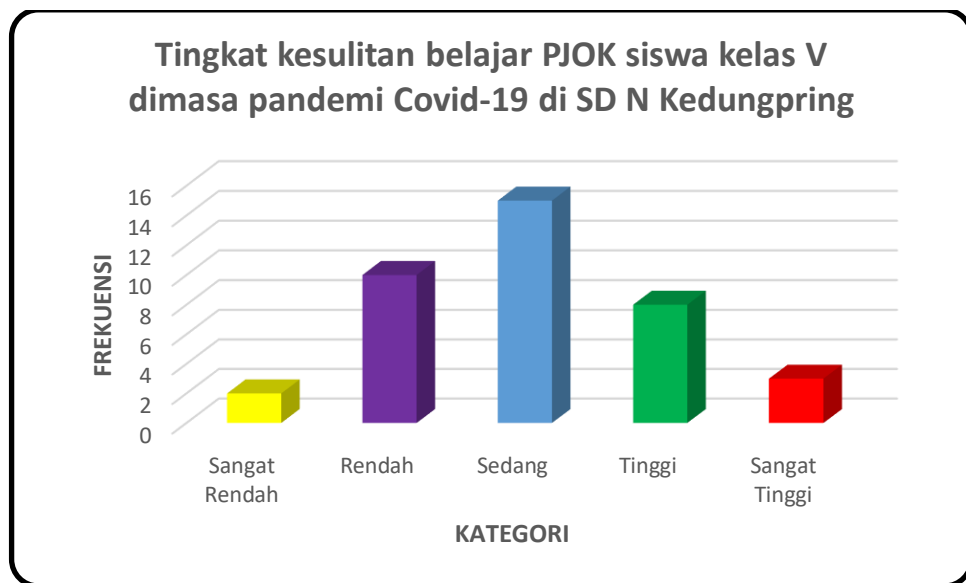 Tingkat kesulitan belajar PJOK siswa kelas V
dimasa pandemi Covid-19 di SD N Kedungpring
16
14
12
10
8
6
4
2
0
FREKUENSI
Sangat
Rendah
Rendah
Sedang
Tinggi
Sangat
Tinggi
KATEGORI